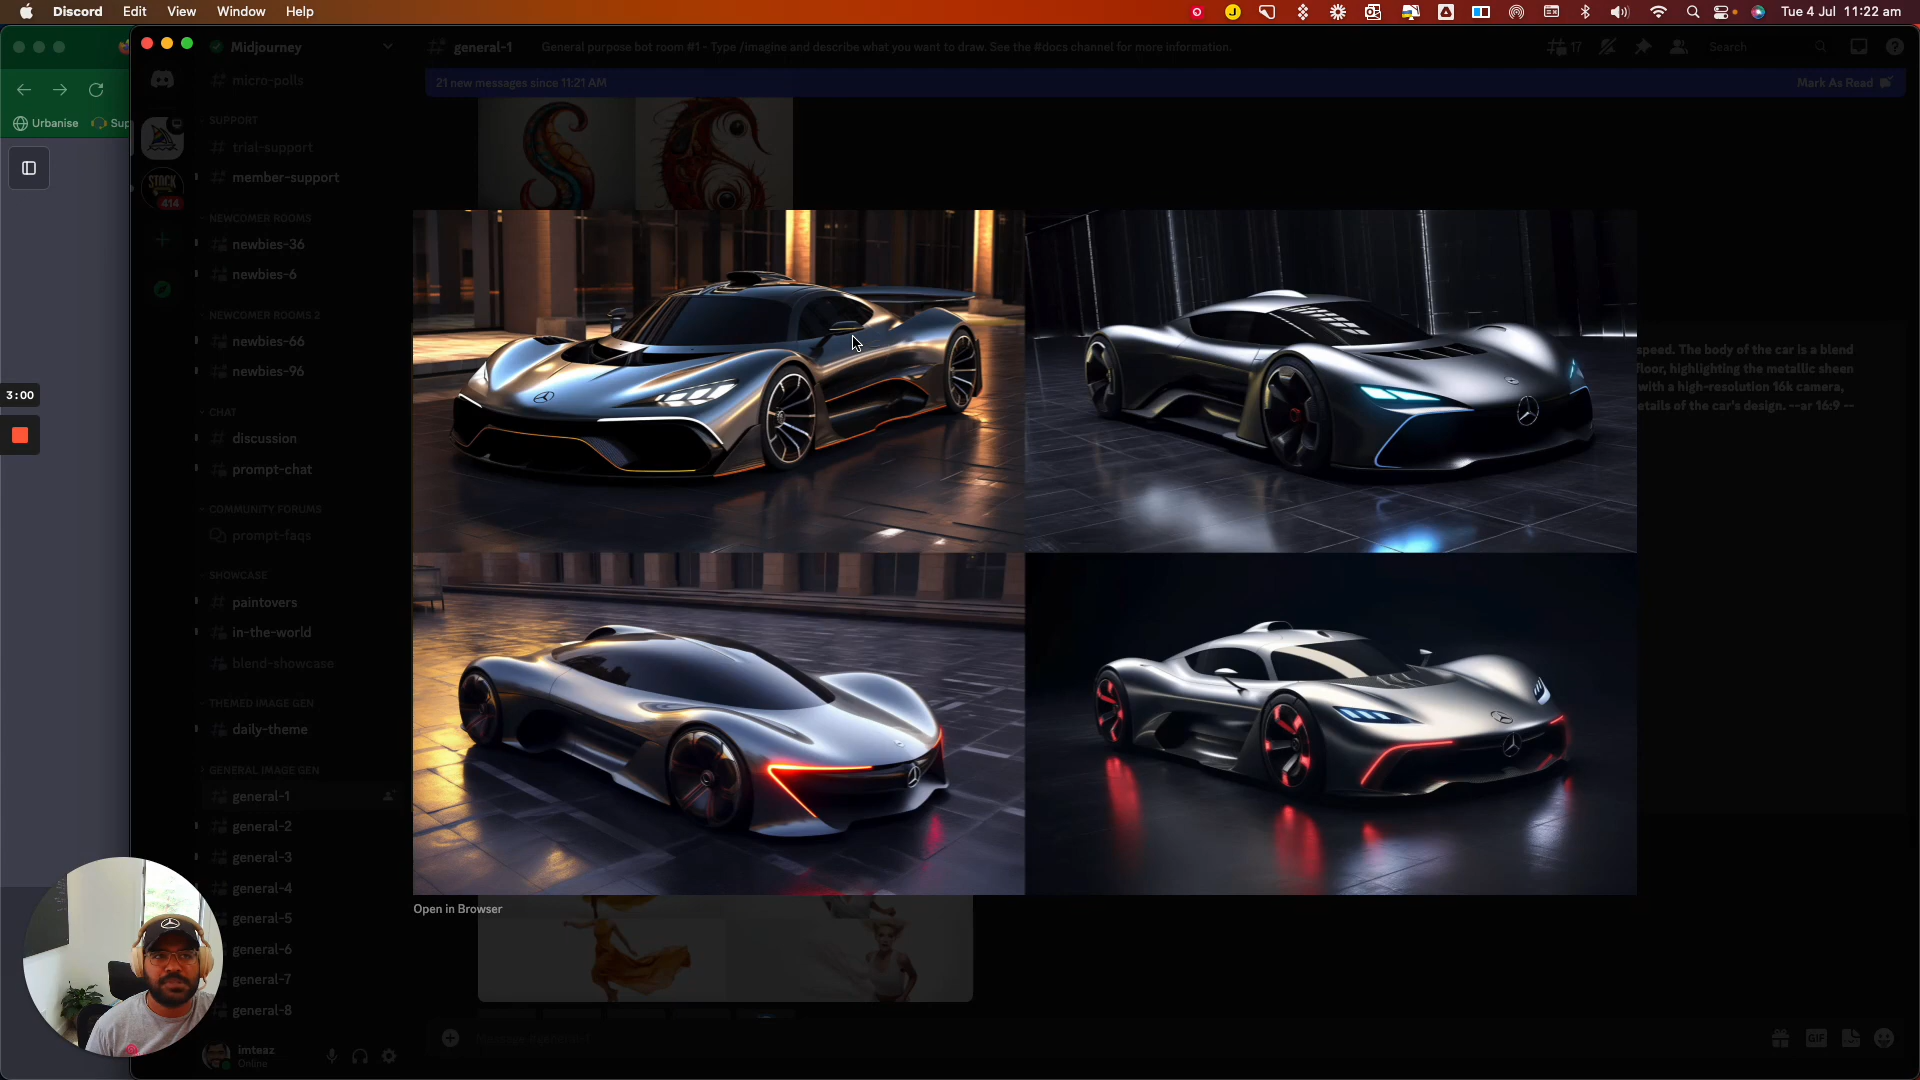 Discord
Edit
View
Window
Help
Tue 4 Jul 11:22 am
Urbanise
Sup
Midjourney
micro-polls
SUPPORT
trial-support
member-support
STOCK
414
NEWCOMER ROOMS
newbies-36
newbies-6
NEWCOMER ROOMS 2
newbies-66
newbies-96
CHAT
discussion
prompt-chat
COMMUNITY FORUMS
prompt-faqs
SHOWCASE
paintovers
in-the-world
blend-showcase
THEMED IMAGE GEN
daily-theme
GENERAL IMAGE GEN
general-1
general-2
general-3
general-4
general-5
general-6
general-7
general-8
imteaz
Online
3:00
general-1
General purpose bot room #1 - Type /imagine and describe what you want to draw. See the #docs channel for more information.
17
Search
21 new messages since 11:21 AM
Mark As Read
speed. The body of the car is a blend
floor, highlighting the metallic sheen
with a high-resolution 16k camera,
etails of the car's design. --ar 16:9 --
Open in Browser
GIF